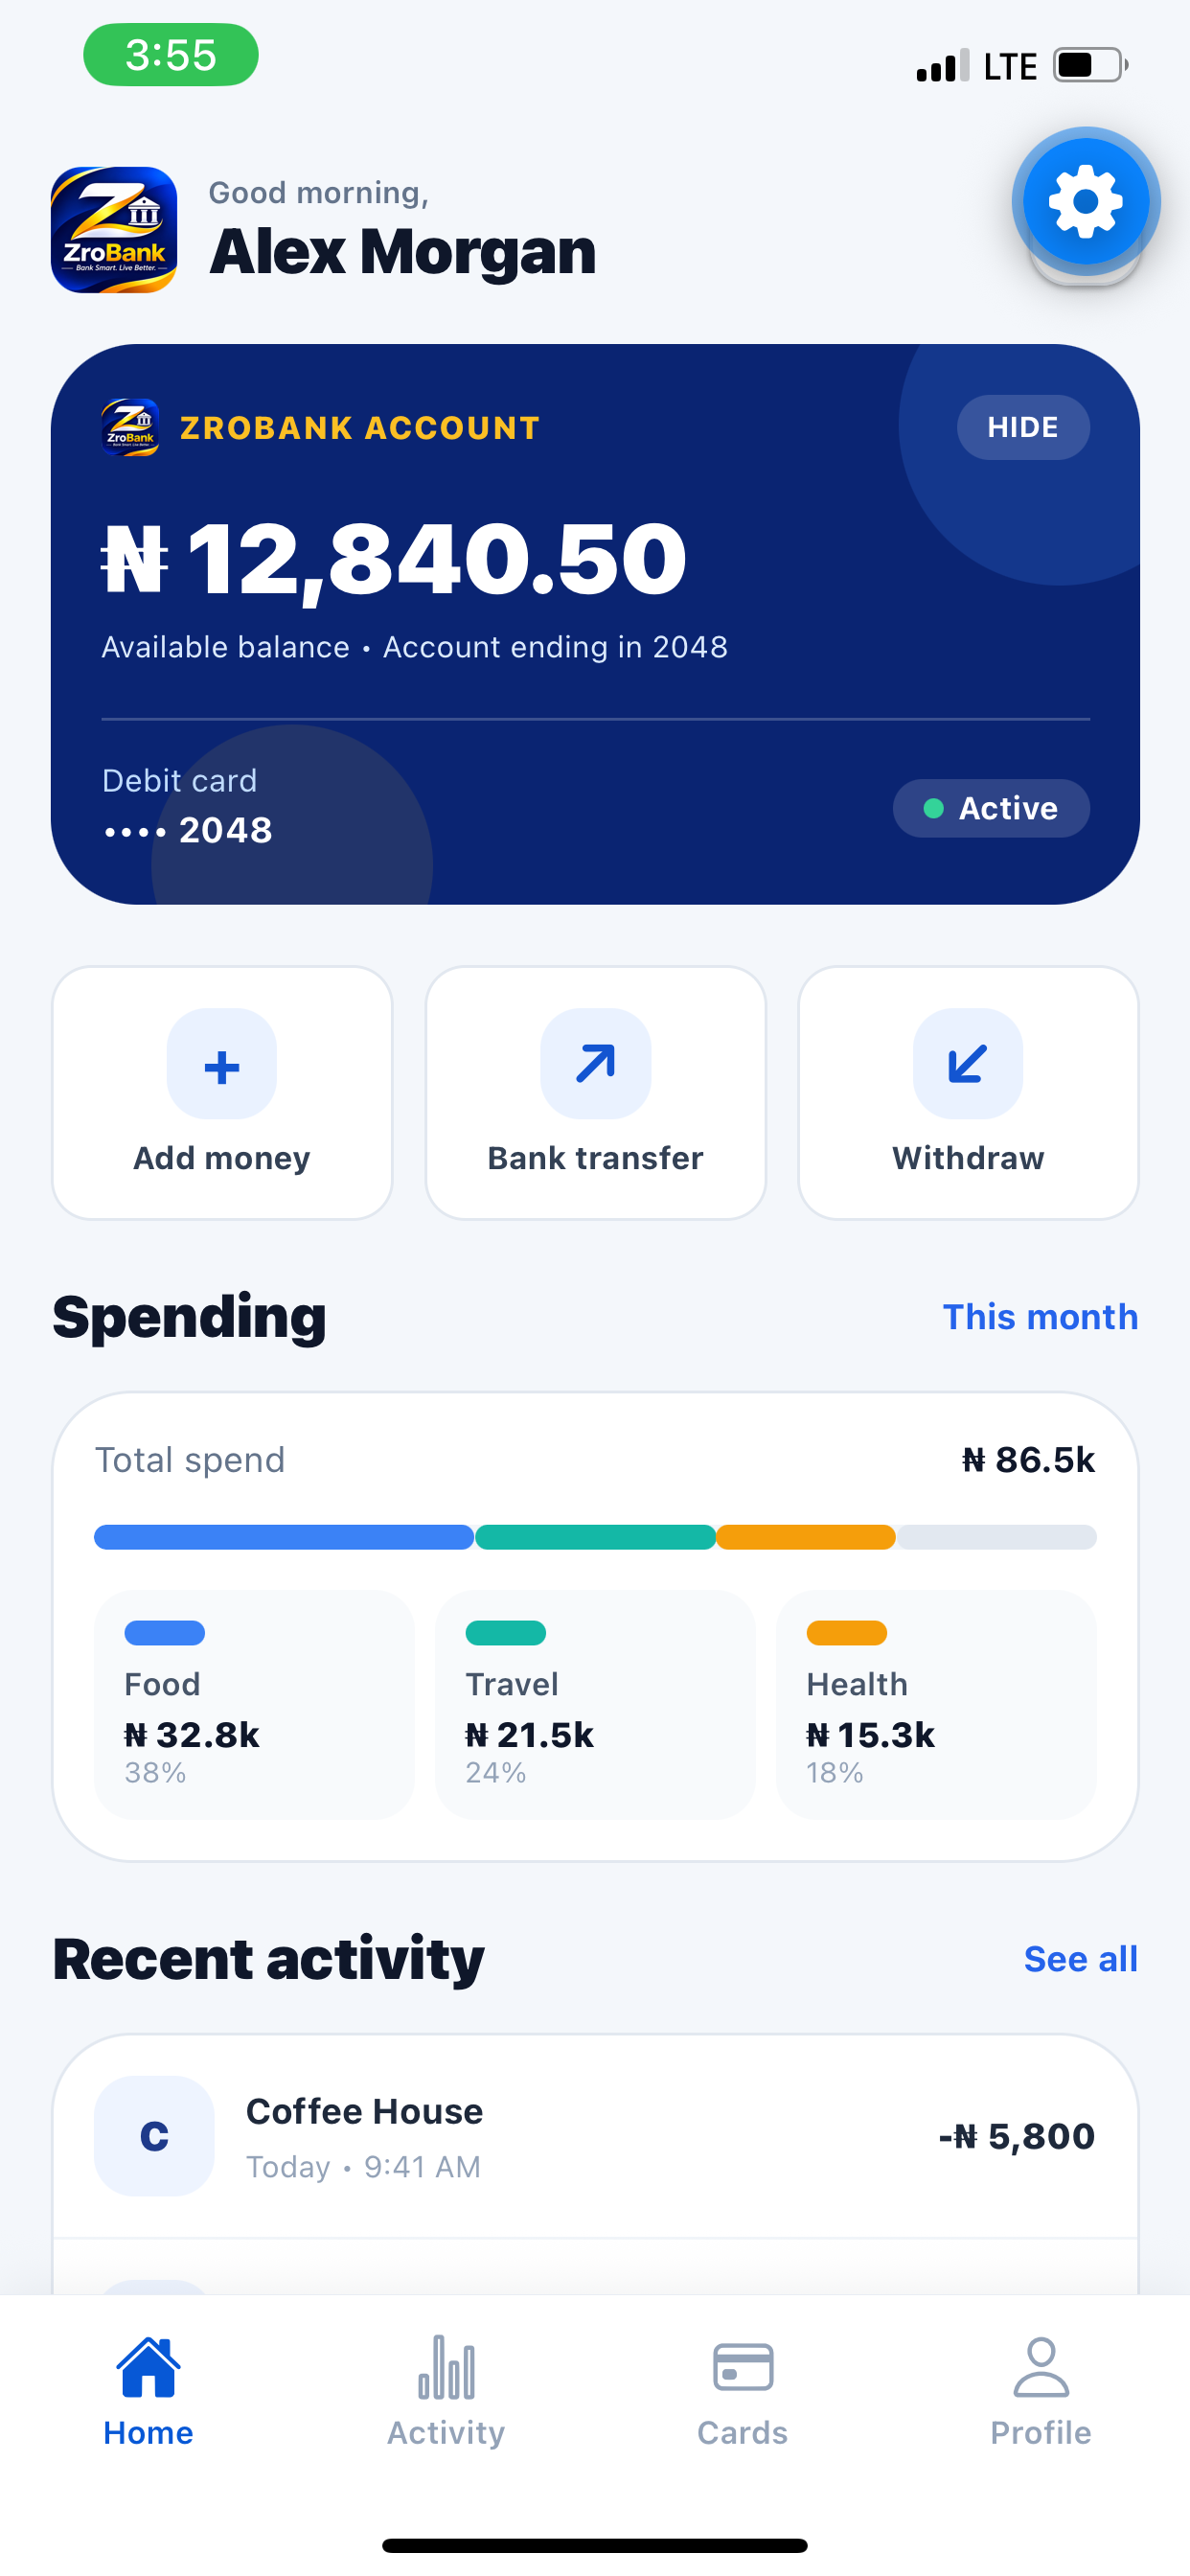 3:55
LTE
Good morning,
Alex Morgan
ZroBank
Bank Smart. Live Better.
ZroBank
ZROBANK ACCOUNT
HIDE
₦ 12,840.50
Available balance • Account ending in 2048
Debit card
•••• 2048
Active
+
Add money
Bank transfer
Withdraw
Spending
This month
Total spend
₦ 86.5k
Food
Travel
Health
₦ 32.8k
₦ 21.5k
₦ 15.3k
38%
24%
18%
Recent activity
See all
C
Coffee House
-₦ 5,800
Today • 9:41 AM
Home
Activity
Cards
Profile